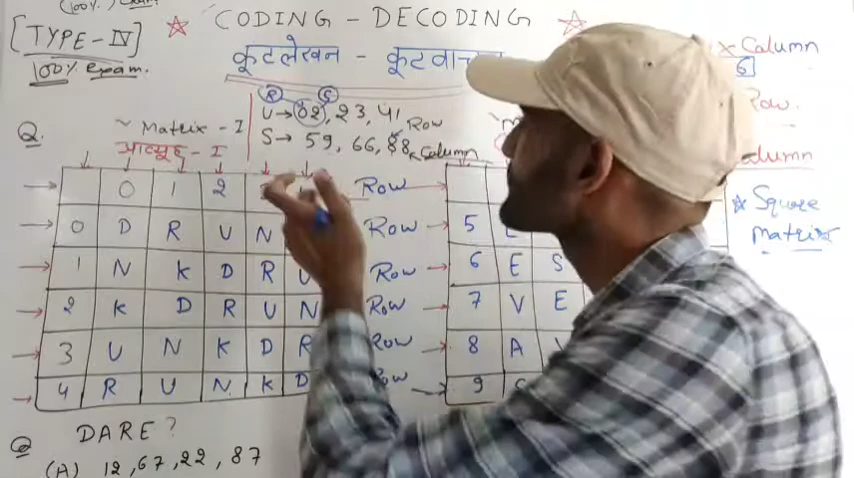 (100%) Exam
CODING - DECODING
[TYPE-IV]
100% exam.
कूटलेखन - कूटवाचन
x Column
6
Row.
R C
U → 02, 23, 41
Row
S → 59, 66, 88
Column
Q.
Matrix - I
आव्यूह - I
Column
Square
matrix
0 1 2 Row
0 D R U N Row
1 N K D R U Row
2 K D R U N Row
3 U N K D R Row
4 R U N K D Row
5
6 E S
7 V E
8 A
9
Q DARE?
(A) 12, 67, 22, 87